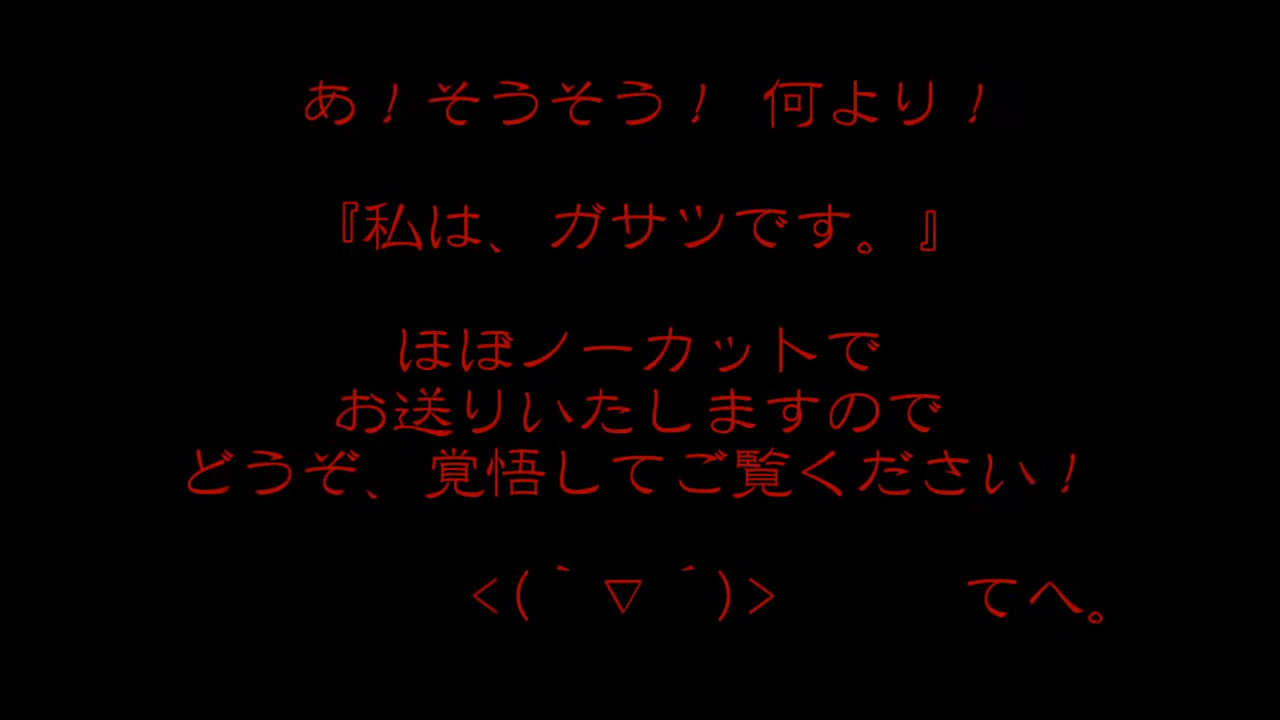 あ！そうそう！　何より！
『私は、ガサツです。』
ほぼノーカットで
お送りいたしますので
どうぞ、覚悟してご覧ください！
<(｀▽´)>　　　てへ。